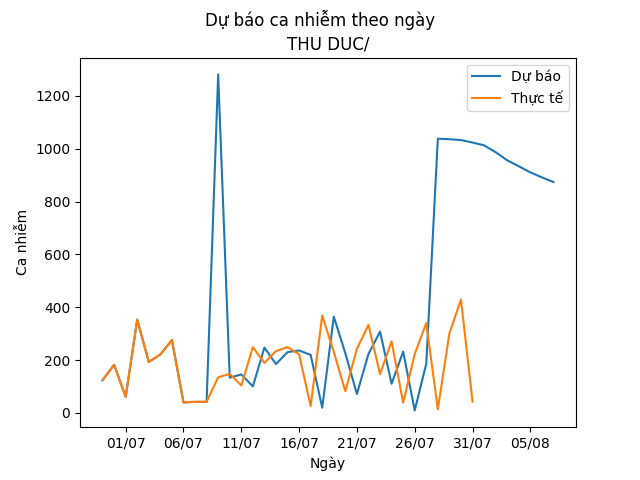 Dự báo ca nhiễm theo ngày
THU DUC/
Dự báo
Thực tế
1200
1000
800
600
400
200
0
Ca nhiễm
01/07 06/07 11/07 16/07 21/07 26/07 31/07 05/08
Ngày